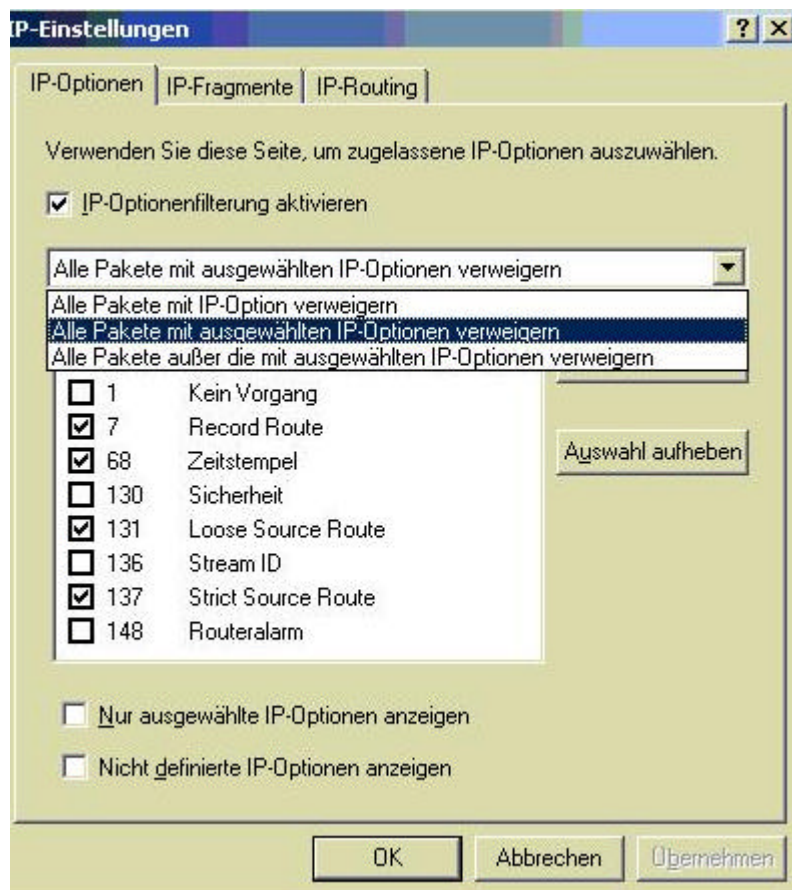 IP-Einstellungen
IP-Optionen IP-Fragmente IP-Routing
Verwenden Sie diese Seite, um zugelassene IP-Optionen auszuwählen.
IP-Optionenfilterung aktivieren
Alle Pakete mit ausgewählten IP-Optionen verweigern
Alle Pakete mit IP-Option verweigern
Alle Pakete mit ausgewählten IP-Optionen verweigern
Alle Pakete außer die mit ausgewählten IP-Optionen verweigern
1 Kein Vorgang
7 Record Route
68 Zeitstempel
130 Sicherheit
131 Loose Source Route
136 Stream ID
137 Strict Source Route
148 Routeralarm
Auswahl aufheben
Nur ausgewählte IP-Optionen anzeigen
Nicht definierte IP-Optionen anzeigen
OK Abbrechen Übernehmen